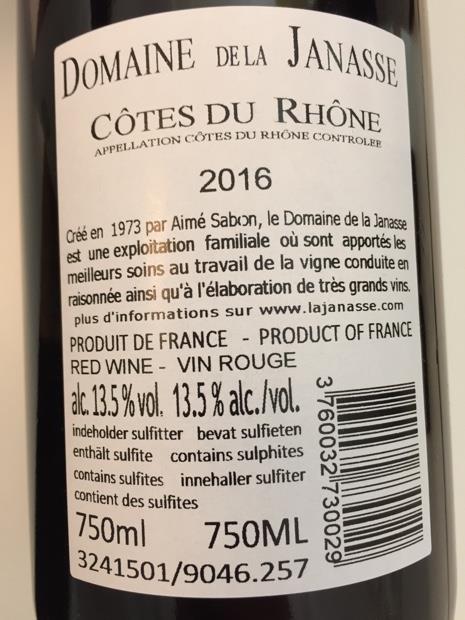 DOMAINE DE LA JANASSE
CÔTES DU RHÔNE
APPELLATION CÔTES DU RHÔNE CONTROLEE
2016
Créé en 1973 par Aimé Sabon, le Domaine de la Janasse
est une exploitation familiale où sont apportés les
meilleurs soins au travail de la vigne conduite en
raisonnée ainsi qu'à l'élaboration de très grands vins.
plus d'informations sur www.lajanasse.com
PRODUIT DE FRANCE - PRODUCT OF FRANCE
RED WINE - VIN ROUGE
alc. 13.5 % vol. 13.5 % alc./vol.
indeholder sulfitter bevat sulfieten
enthält sulfite contains sulphites
contains sulfites innehaller sulfiter
contient des sulfites
750ml 750ML
3241501/9046.257
3760032730029